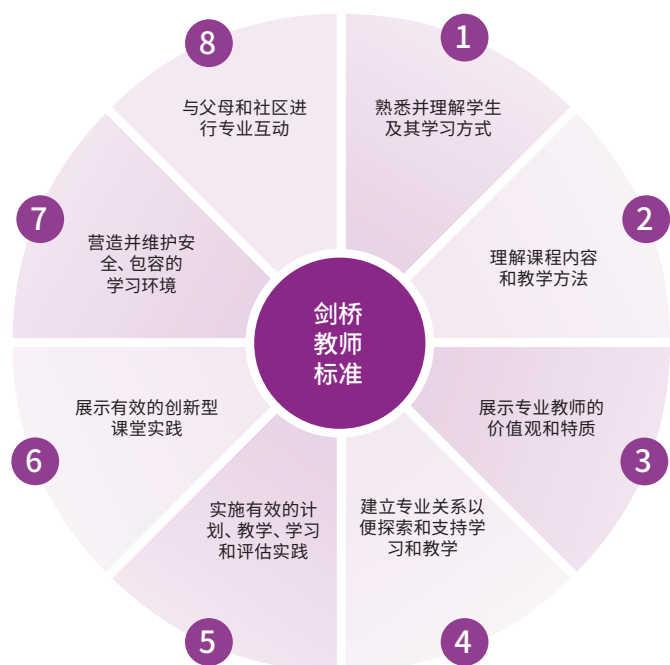 剑桥
教师
标准
1
熟悉并理解学生
及其学习方式
2
理解课程内容
和教学方法
3
展示专业教师的
价值观和特质
4
建立专业关系以
便探索和支持学
习和教学
5
实施有效的计
划、教学、学习
和评估实践
6
展示有效的创新型
课堂实践
7
营造并维护安
全、包容的
学习环境
8
与父母和社区进
行专业互动